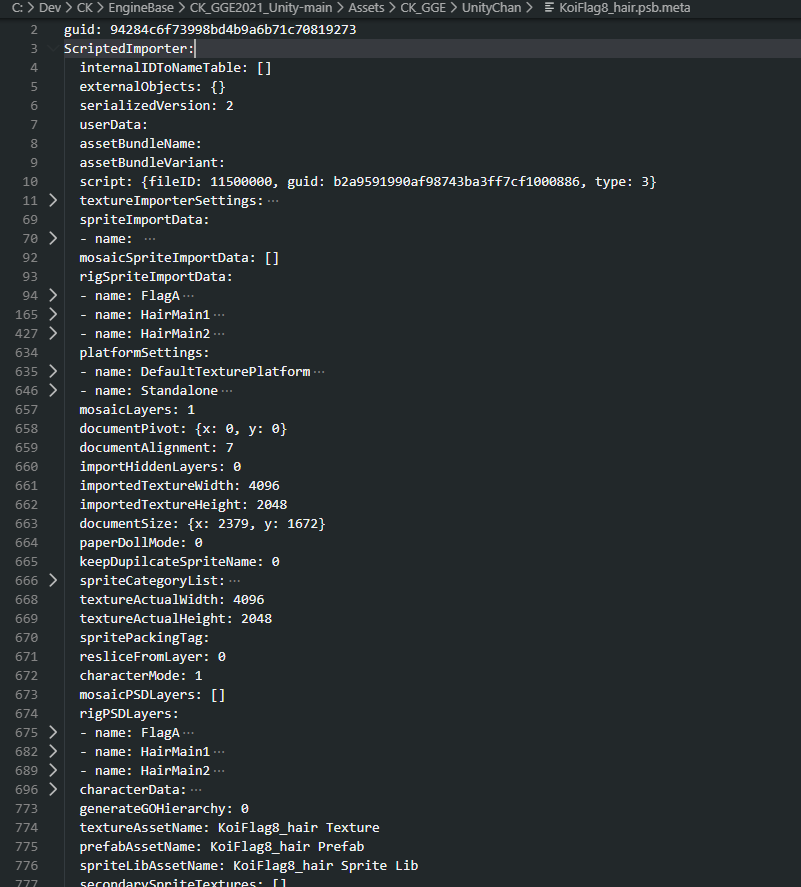 C: > Dev > CK > EngineBase > CK_GGE2021_Unity-main > Assets > CK_GGE > UnityChan > KoiFlag8_hair.psb.meta
2 guid: 94284c6f73998bd4b9a6b71c70819273
3 ScriptedImporter:
4 internalIDToNameTable: []
5 externalObjects: {}
6 serializedVersion: 2
7 userData:
8 assetBundleName:
9 assetBundleVariant:
10 script: {fileID: 11500000, guid: b2a9591990af98743ba3ff7cf1000886, type: 3}
11 > textureImporterSettings: ···
69 spriteImportData:
70 > - name: ···
92 mosaicSpriteImportData: []
93 rigSpriteImportData:
94 > - name: FlagA ···
165 > - name: HairMain1 ···
427 > - name: HairMain2 ···
634 platformSettings:
635 > - name: DefaultTexturePlatform ···
646 > - name: Standalone ···
657 mosaicLayers: 1
658 documentPivot: {x: 0, y: 0}
659 documentAlignment: 7
660 importHiddenLayers: 0
661 importedTextureWidth: 4096
662 importedTextureHeight: 2048
663 documentSize: {x: 2379, y: 1672}
664 paperDollMode: 0
665 keepDupilcateSpriteName: 0
666 > spriteCategoryList: ···
668 textureActualWidth: 4096
669 textureActualHeight: 2048
670 spritePackingTag:
671 resliceFromLayer: 0
672 characterMode: 1
673 mosaicPSDLayers: []
674 rigPSDLayers:
675 > - name: FlagA ···
682 > - name: HairMain1 ···
689 > - name: HairMain2 ···
696 > characterData: ···
773 generateGOHierarchy: 0
774 textureAssetName: KoiFlag8_hair Texture
775 prefabAssetName: KoiFlag8_hair Prefab
776 spriteLibAssetName: KoiFlag8_hair Sprite Lib
777 secondarySpriteTextures: []